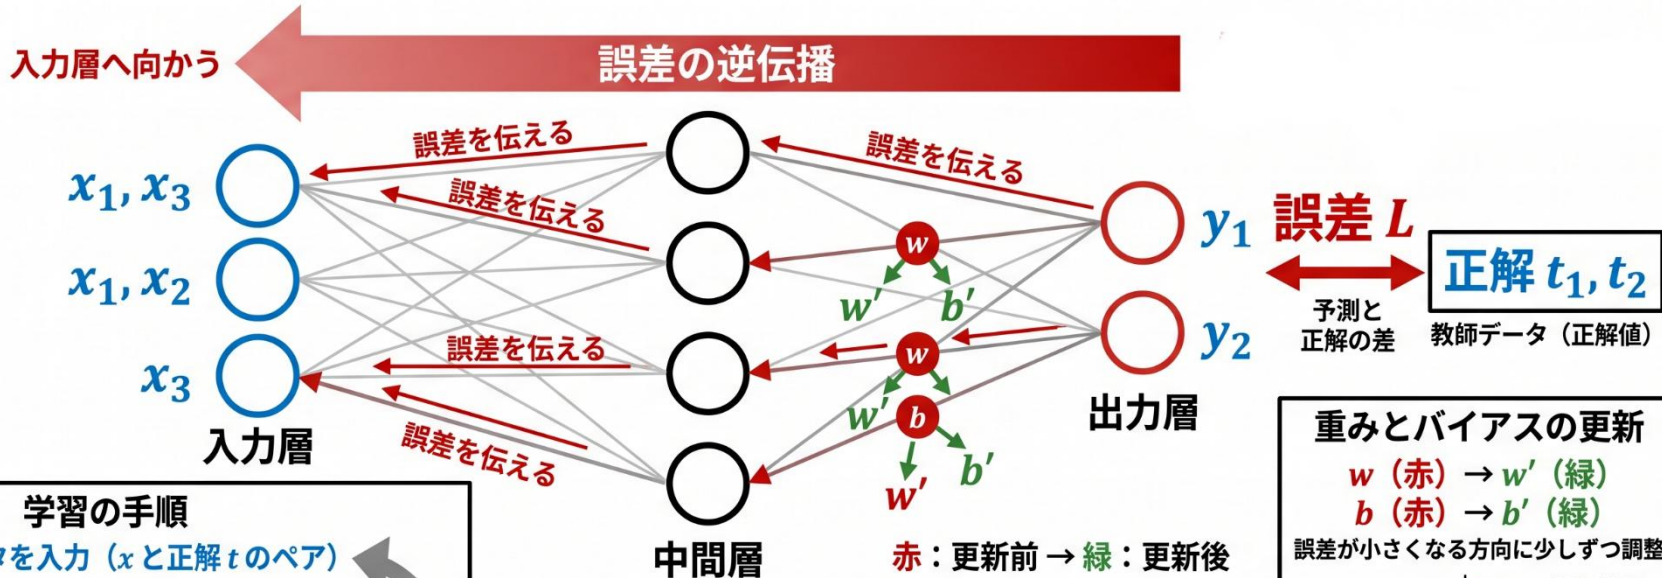 誤差の逆伝播
入力層へ向かう
誤差を伝える
誤差を伝える
誤差を伝える
誤差を伝える
誤差を伝える
x₁, x₃
x₁, x₂
x₃
入力層
中間層
w
w′ b′
w
w′
b
b′
w′
y₁
y₂
出力層
誤差 L
予測と
正解の差
正解 t₁, t₂
教師データ（正解値）
赤：更新前 → 緑：更新後
重みとバイアスの更新
w（赤）→ w′（緑）
b（赤）→ b′（緑）
誤差が小さくなる方向に少しずつ調整
学習の手順
を入力（x と正解 t のペア）